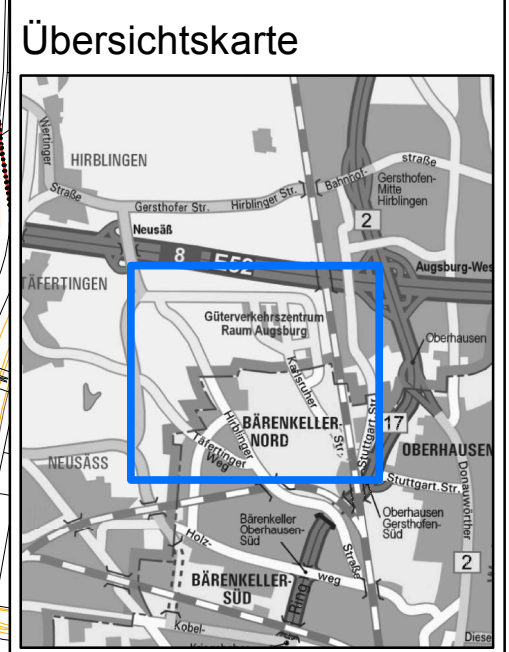 Übersichtskarte
Wertinger
Straße
HIRBLINGEN
straße
Bahnhof-
Gersthofen-
Mitte
Hirblingen
Gersthofer Str.
Hirblinger Str.
2
Neusäß
8
E52
Augsburg-Wes
TÄFERTINGEN
Güterverkehrszentrum
Raum Augsburg
Oberhausen
Karlsruher
Str.
Hirblinger
BÄRENKELLER-
NORD
Stuttgart.Str.
17
OBERHAUSEN
Täfertinger
Weg
NEUSÄSS
Stuttgart.Str.
Donauwörther
Bärenkeller
Oberhausen-
Süd
Oberhausen
Gersthofen-
Süd
Holz-
weg
Straße
2
BÄRENKELLER-
SÜD
Ring
Kobel-
Diese